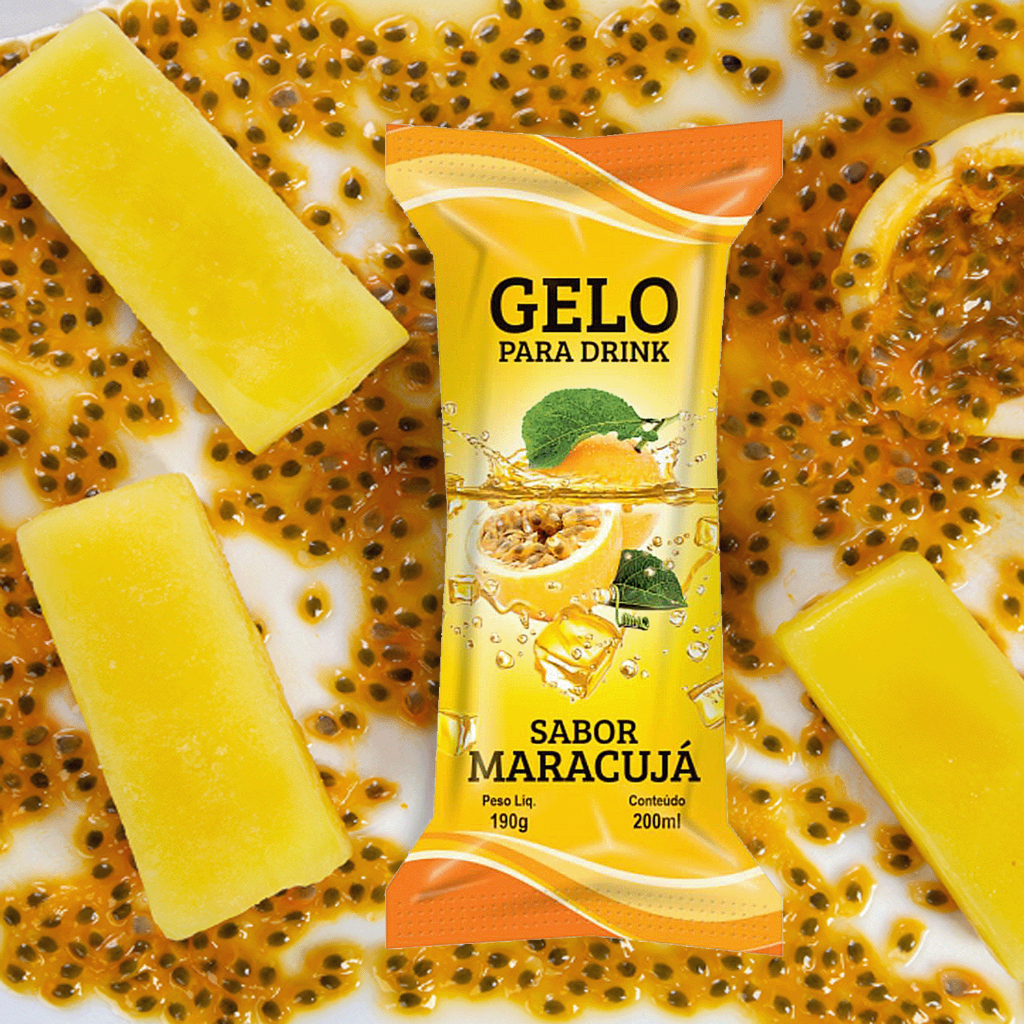 GELO
PARA DRINK
SABOR
MARACUJÁ
Peso Liq. Conteúdo
190g 200ml